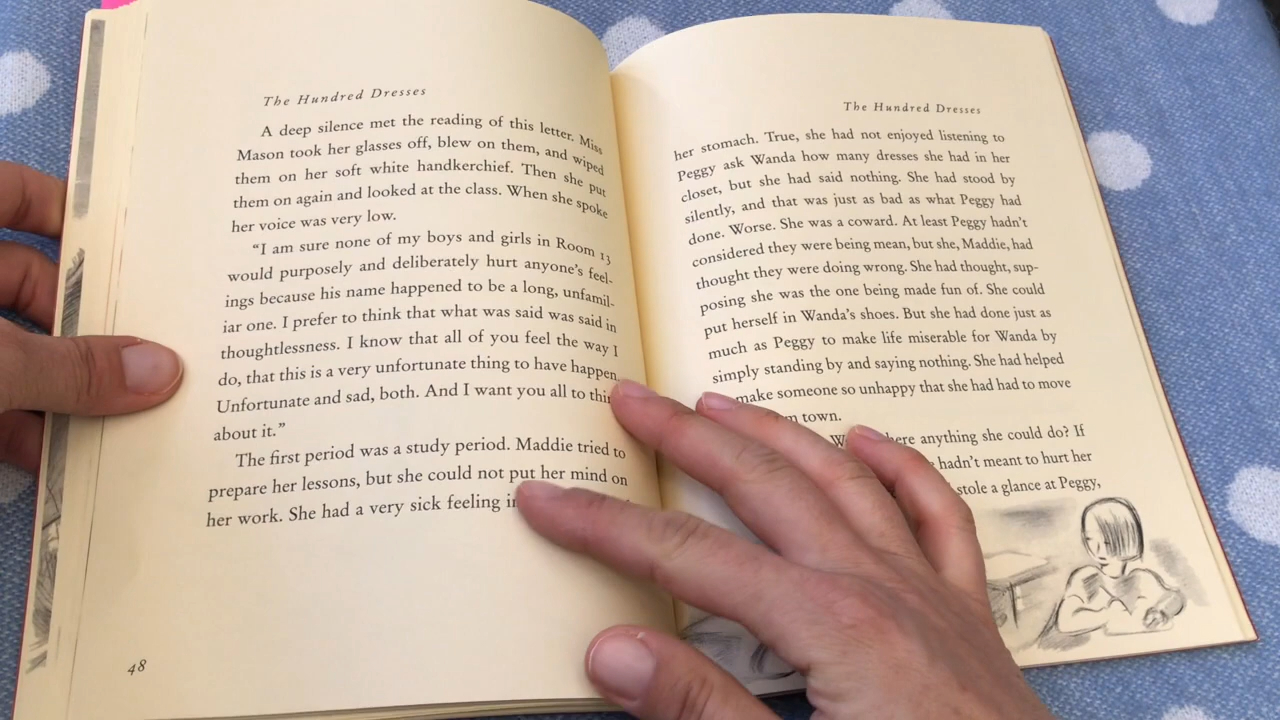 The Hundred Dresses
A deep silence met the reading of this letter. Miss
Mason took her glasses off, blew on them, and wiped
them on her soft white handkerchief. Then she put
them on again and looked at the class. When she spoke
her voice was very low.
“I am sure none of my boys and girls in Room 13
would purposely and deliberately hurt anyone’s feel-
ings because his name happened to be a long, unfamil-
iar one. I prefer to think that what was said was said in
thoughtlessness. I know that all of you feel the way I
do, that this is a very unfortunate thing to have happen.
Unfortunate and sad, both. And I want you all to
about it.”
The first period was a study period. Maddie tried to
prepare her lessons, but she could not put her mind on
her work. She had a very sick feeling
48
The Hundred Dresses
her stomach. True, she had not enjoyed listening to
Peggy ask Wanda how many dresses she had in her
closet, but she had said nothing. She had stood by
silently, and that was just as bad as what Peggy had
done. Worse. She was a coward. At least Peggy hadn’t
considered they were being mean, but she, Maddie, had
thought they were doing wrong. She had thought, sup-
posing she was the one being made fun of. She could
put herself in Wanda’s shoes. But she had done just as
much as Peggy to make life miserable for Wanda by
simply standing by and saying nothing. She had helped
make someone so unhappy that she had had to move
town.
anything she could do? If
hadn’t meant to hurt her
stole a glance at Peggy,